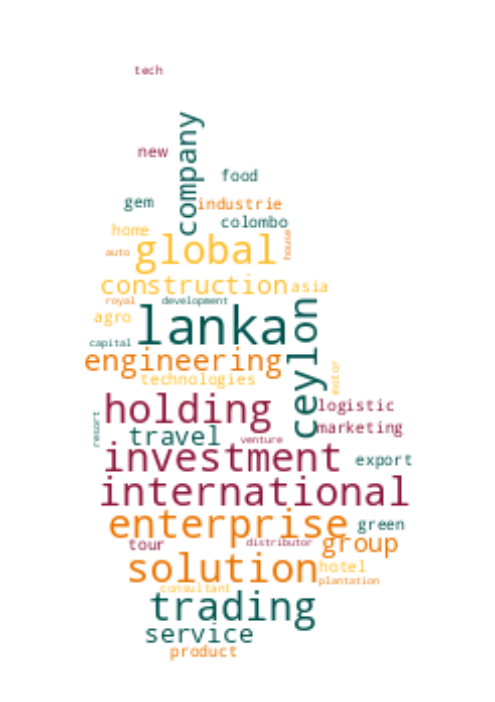 tech
company
new
food
gem
industrie
colombo
home
house
global
auto
construction
asia
royal
development
ceylon
agro
lanka
capital
engineering
technologies
motor
holding
logistic
resort
travel
marketing
venture
investment
export
international
enterprise
green
tour
distributor
group
solution
hotel
plantation
consultant
trading
service
product